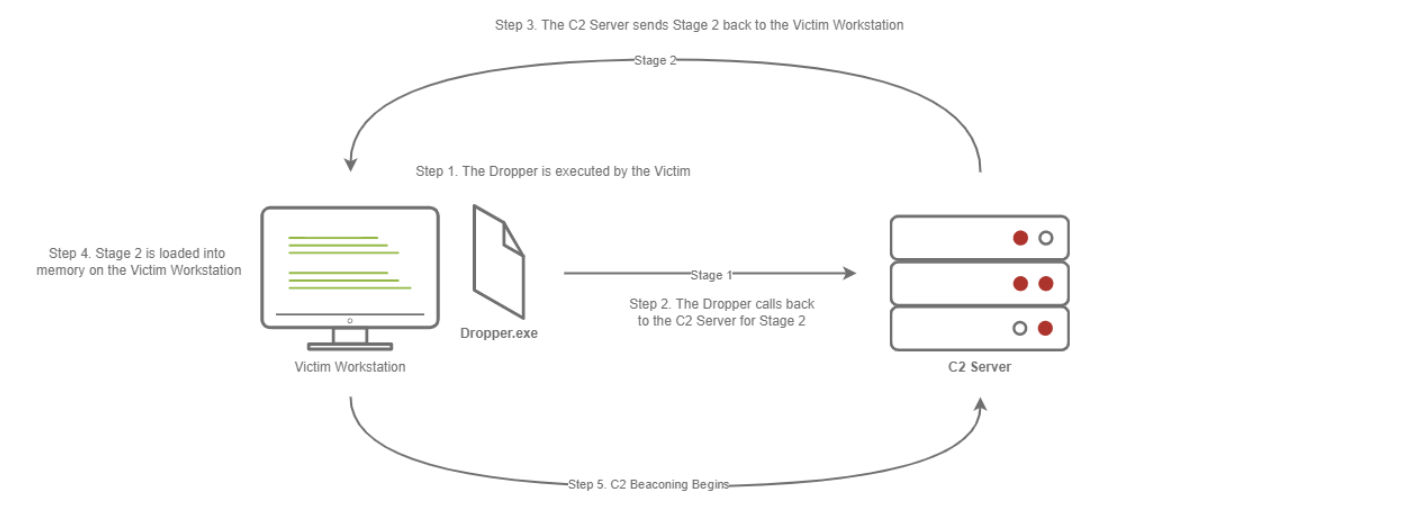 Step 3. The C2 Server sends Stage 2 back to the Victim Workstation
Stage 2
Step 1. The Dropper is executed by the Victim
Step 4. Stage 2 is loaded into
memory on the Victim Workstation
Stage 1
Step 2. The Dropper calls back
to the C2 Server for Stage 2
Dropper.exe
Victim Workstation
C2 Server
Step 5. C2 Beaconing Begins